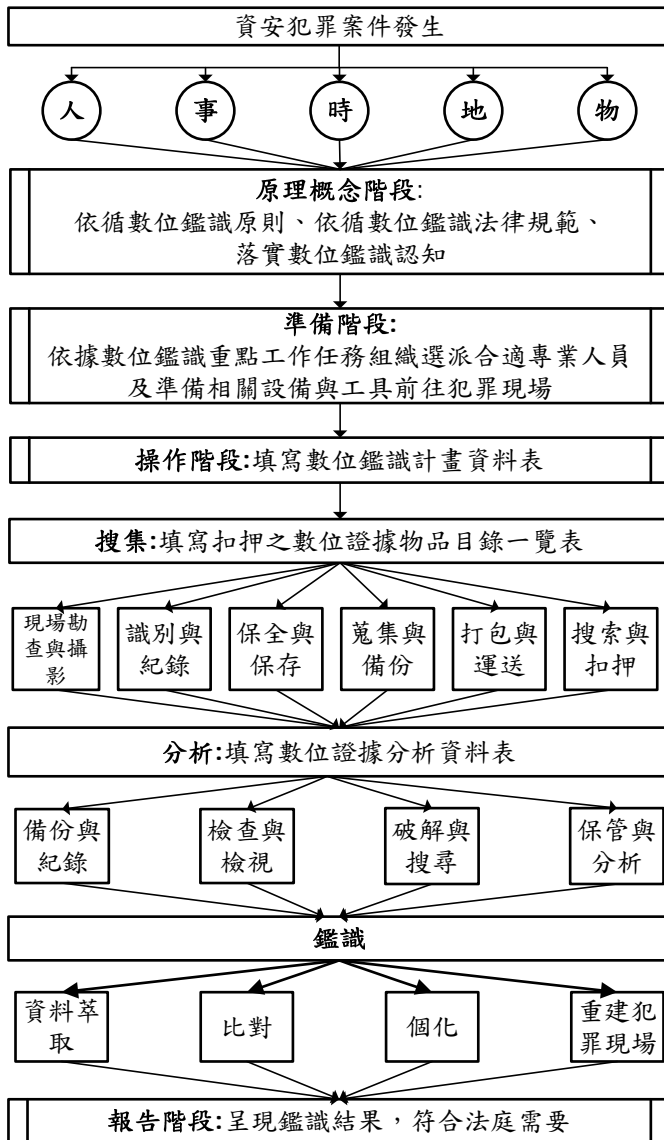 資安犯罪案件發生
人 事 時 地 物
原理概念階段:
依循數位鑑識原則、依循數位鑑識法律規範、
落實數位鑑識認知
準備階段:
依據數位鑑識重點工作任務組織選派合適專業人員
及準備相關設備與工具前往犯罪現場
操作階段:填寫數位鑑識計畫資料表
搜集:填寫扣押之數位證據物品目錄一覽表
現場勘
查與攝
影
識別與
紀錄
保全與
保存
蒐集與
備份
打包與
運送
搜索與
扣押
分析:填寫數位證據分析資料表
備份與
紀錄
檢查與
檢視
破解與
搜尋
保管與
分析
鑑識
資料萃
取
比對
個化
重建犯
罪現場
報告階段:呈現鑑識結果，符合法庭需要